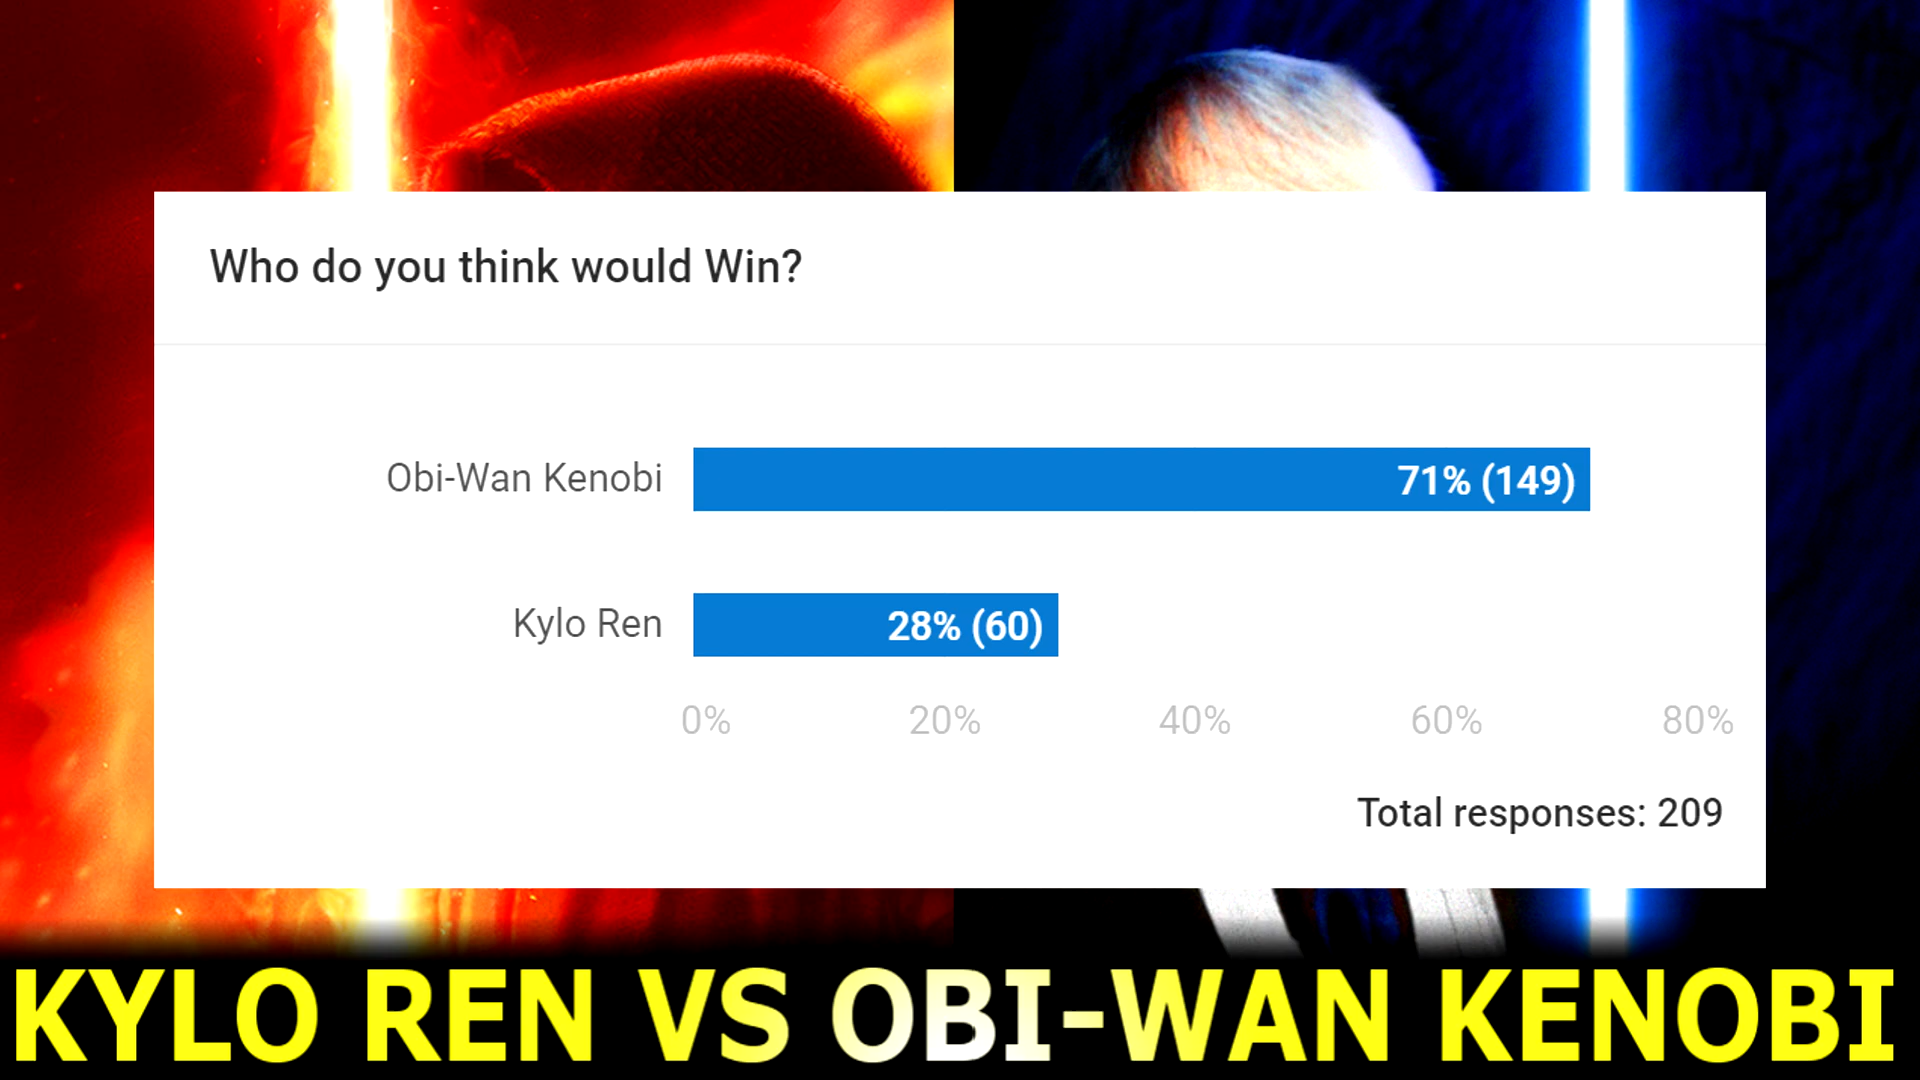 Who do you think would Win?
Obi-Wan Kenobi 71% (149)
Kylo Ren 28% (60)
0% 20% 40% 60% 80%
Total responses: 209
KYLO REN VS OBI-WAN KENOBI